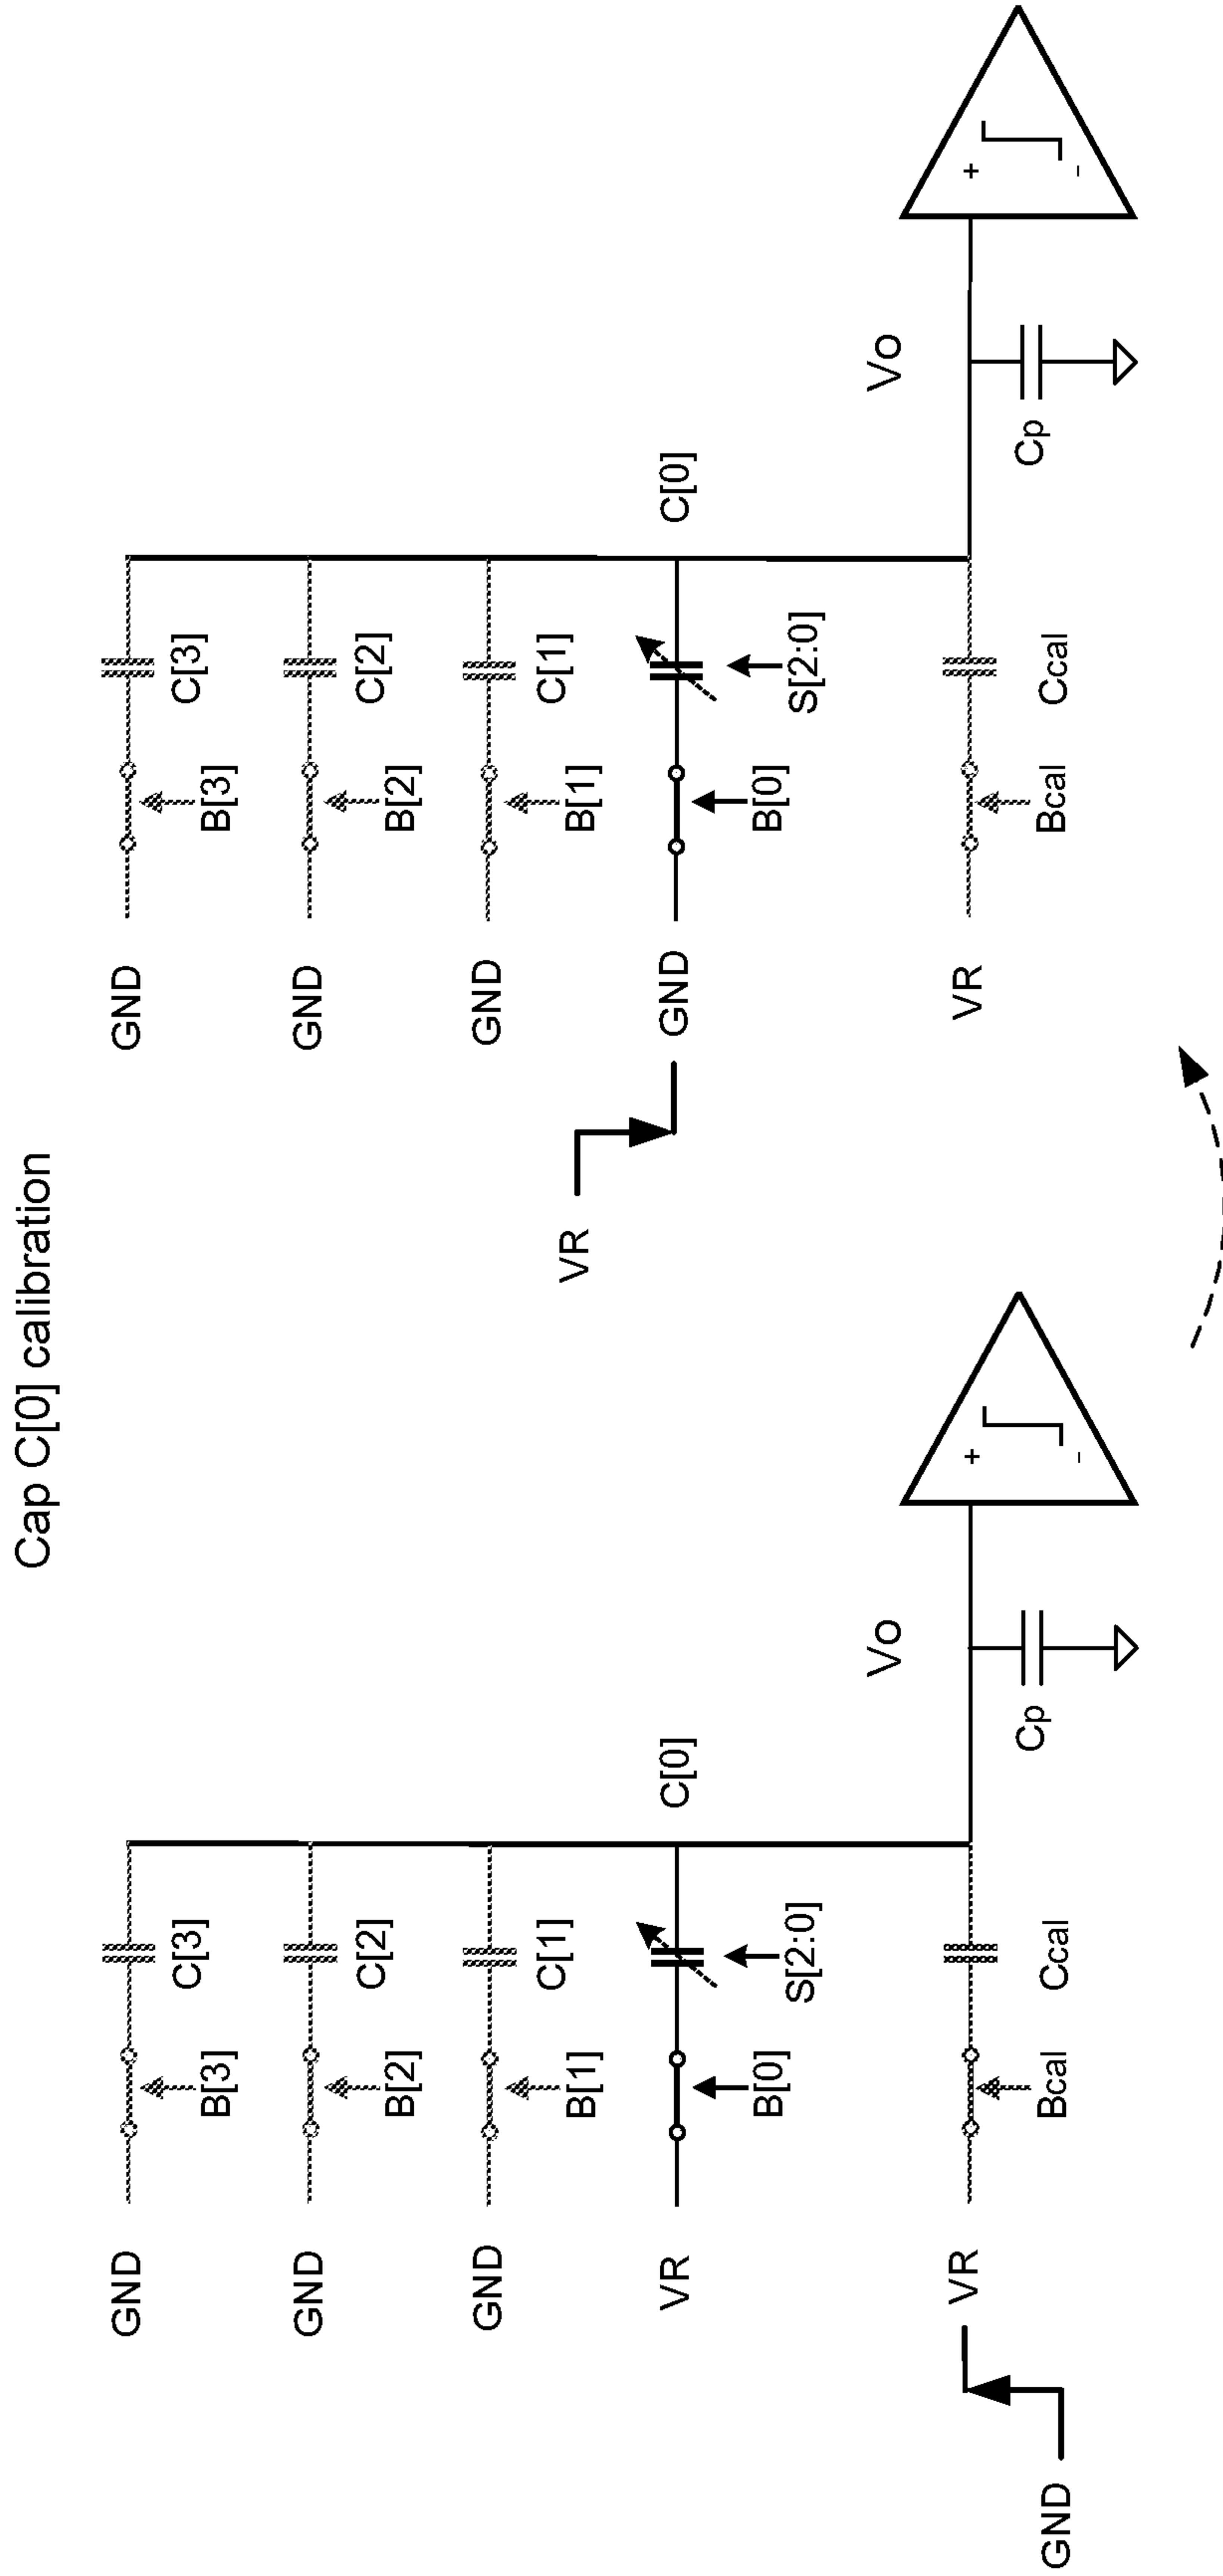 Cap C[0] calibration
GND
B[3]
C[3]
GND
B[2]
C[2]
GND
B[1]
C[1]
VR
B[0]
S[2:0]
C[0]
GND
VR
Bcal
Ccal
Cp
Vo
+
-
GND
B[3]
C[3]
GND
B[2]
C[2]
GND
B[1]
C[1]
VR
GND
B[0]
S[2:0]
C[0]
VR
Bcal
Ccal
Cp
Vo
+
-